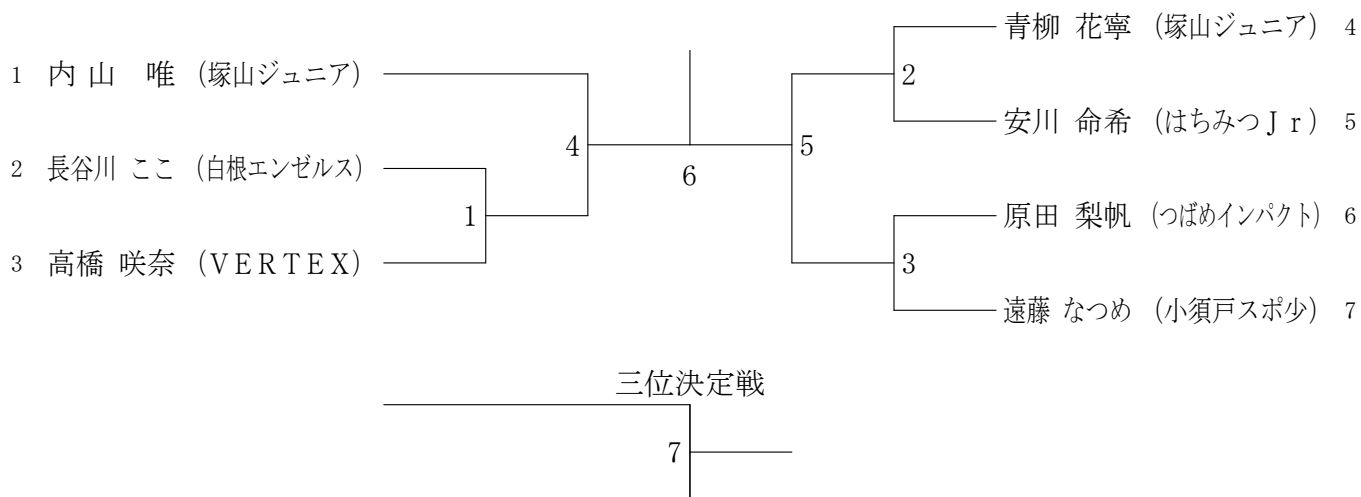 1 内山 唯 (塚山ジュニア)
2 長谷川 ここ (白根エンゼルス)
3 高橋 咲奈 (VERTEX)
1
4
6
5
2
3
青柳 花寧 (塚山ジュニア) 4
安川 命希 (はちみつJr) 5
原田 梨帆 (つばめインパクト) 6
遠藤 なつめ (小須戸スポ少) 7
三位決定戦
7